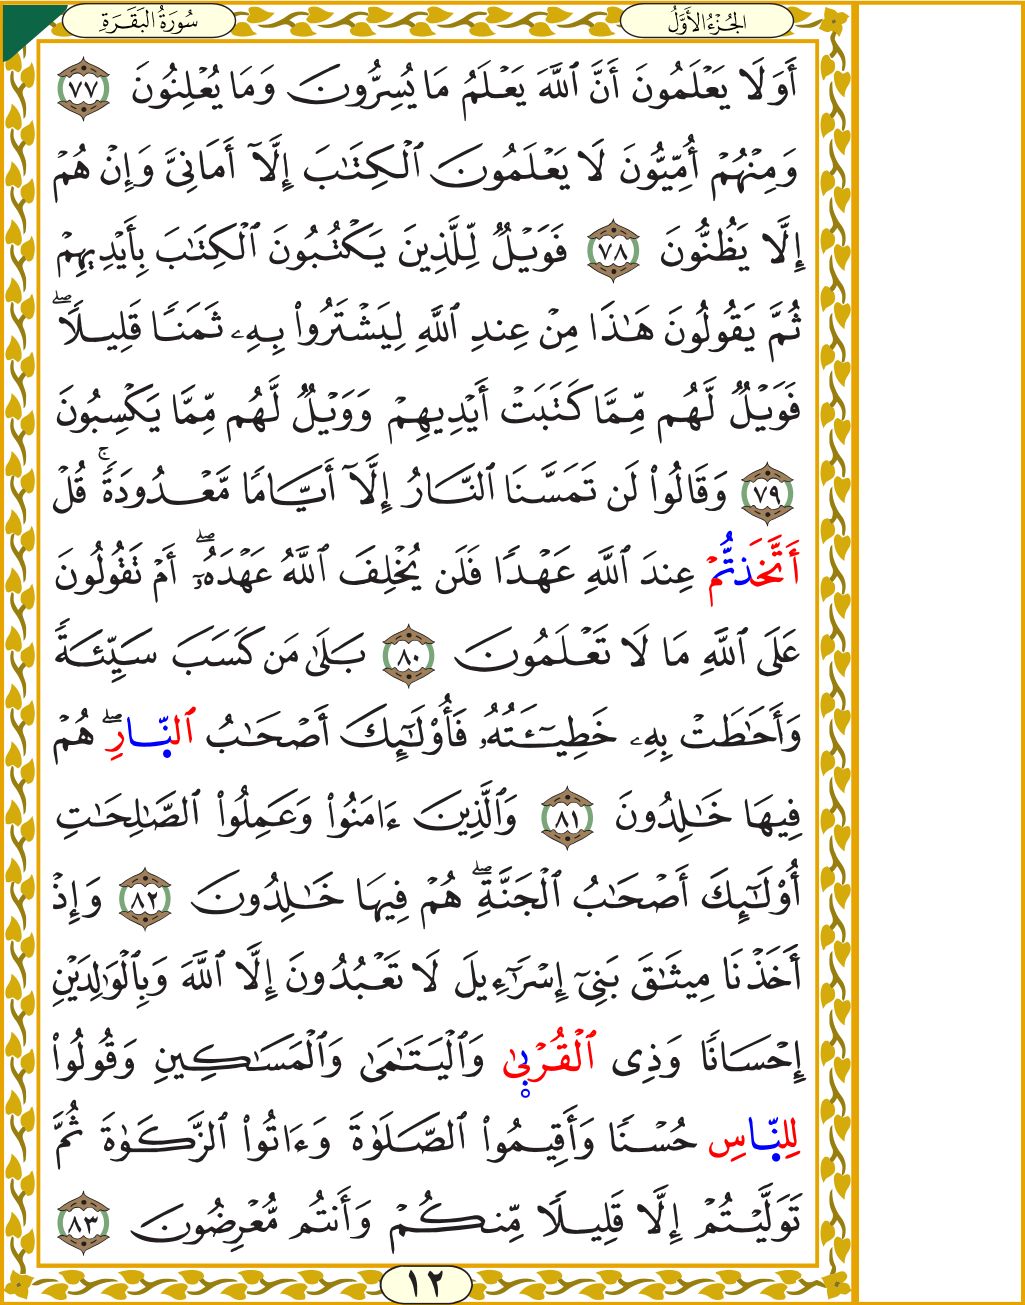 سُورَةُ البَقَرَةِ
الجُزْءُ الأَوَّلُ
أَوَلَا يَعْلَمُونَ أَنَّ ٱللَّهَ يَعْلَمُ مَا يُسِرُّونَ وَمَا يُعْلِنُونَ ٧٧
وَمِنْهُمْ أُمِّيُّونَ لَا يَعْلَمُونَ ٱلْكِتَٰبَ إِلَّآ أَمَانِىَّ وَإِنْ هُمْ
إِلَّا يَظُنُّونَ ٧٨ فَوَيْلٌ لِّلَّذِينَ يَكْتُبُونَ ٱلْكِتَٰبَ بِأَيْدِيهِمْ
ثُمَّ يَقُولُونَ هَٰذَا مِنْ عِندِ ٱللَّهِ لِيَشْتَرُوا۟ بِهِۦ ثَمَنًا قَلِيلًا ۖ
فَوَيْلٌ لَّهُم مِّمَّا كَتَبَتْ أَيْدِيهِمْ وَوَيْلٌ لَّهُم مِّمَّا يَكْسِبُونَ
٧٩ وَقَالُوا۟ لَن تَمَسَّنَا ٱلنَّارُ إِلَّآ أَيَّامًا مَّعْدُودَةً ۚ قُلْ
أَتَّخَذتُّمْ عِندَ ٱللَّهِ عَهْدًا فَلَن يُخْلِفَ ٱللَّهُ عَهْدَهُۥٓ ۖ أَمْ تَقُولُونَ
عَلَى ٱللَّهِ مَا لَا تَعْلَمُونَ ٨٠ بَلَىٰ مَن كَسَبَ سَيِّئَةً
وَأَحَٰطَتْ بِهِۦ خَطِيٓـَٔتُهُۥ فَأُو۟لَٰٓئِكَ أَصْحَٰبُ ٱلنَّارِ ۖ هُمْ
فِيهَا خَٰلِدُونَ ٨١ وَٱلَّذِينَ ءَامَنُوا۟ وَعَمِلُوا۟ ٱلصَّٰلِحَٰتِ
أُو۟لَٰٓئِكَ أَصْحَٰبُ ٱلْجَنَّةِ ۖ هُمْ فِيهَا خَٰلِدُونَ ٨٢ وَإِذْ
أَخَذْنَا مِيثَٰقَ بَنِىٓ إِسْرَٰٓءِيلَ لَا تَعْبُدُونَ إِلَّا ٱللَّهَ وَبِٱلْوَٰلِدَيْنِ
إِحْسَانًا وَذِى ٱلْقُرْبَىٰ وَٱلْيَتَٰمَىٰ وَٱلْمَسَٰكِينِ وَقُولُوا۟
لِلنَّاسِ حُسْنًا وَأَقِيمُوا۟ ٱلصَّلَوٰةَ وَءَاتُوا۟ ٱلزَّكَوٰةَ ثُمَّ
تَوَلَّيْتُمْ إِلَّا قَلِيلًا مِّنكُمْ وَأَنتُم مُّعْرِضُونَ ٨٣
١٢